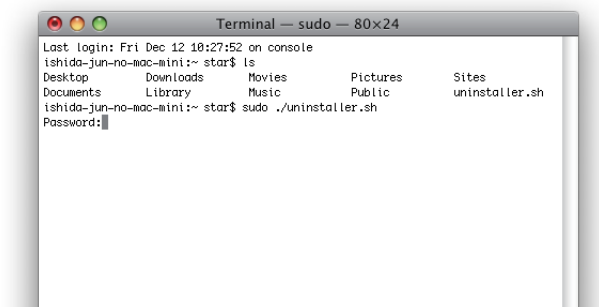 Terminal — sudo — 80×24
Last login: Fri Dec 12 10:27:52 on console
ishida-jun-no-mac-mini:~ star$ ls
Desktop Downloads Movies Pictures Sites
Documents Library Music Public uninstaller.sh
ishida-jun-no-mac-mini:~ star$ sudo ./uninstaller.sh
Password: